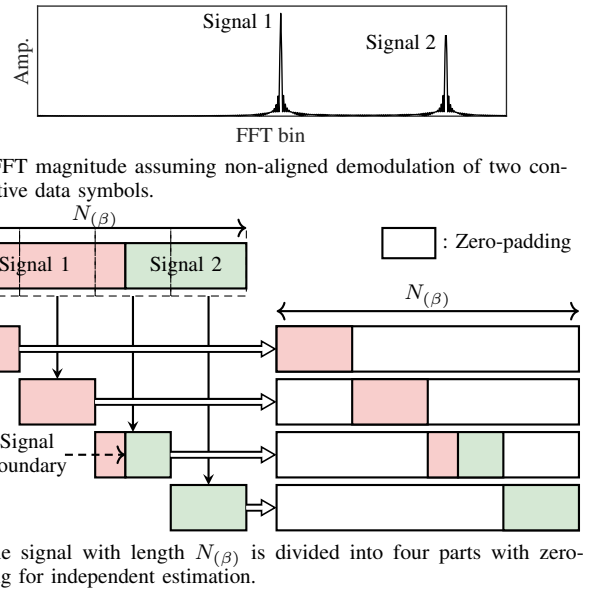 Signal 1
Signal 2
Amp.
FFT bin
FFT magnitude assuming non-aligned demodulation of two con-
tive data symbols.
N(β)
Signal 1
Signal 2
: Zero-padding
N(β)
Signal
oundary
e signal with length N(β) is divided into four parts with zero-
g for independent estimation.